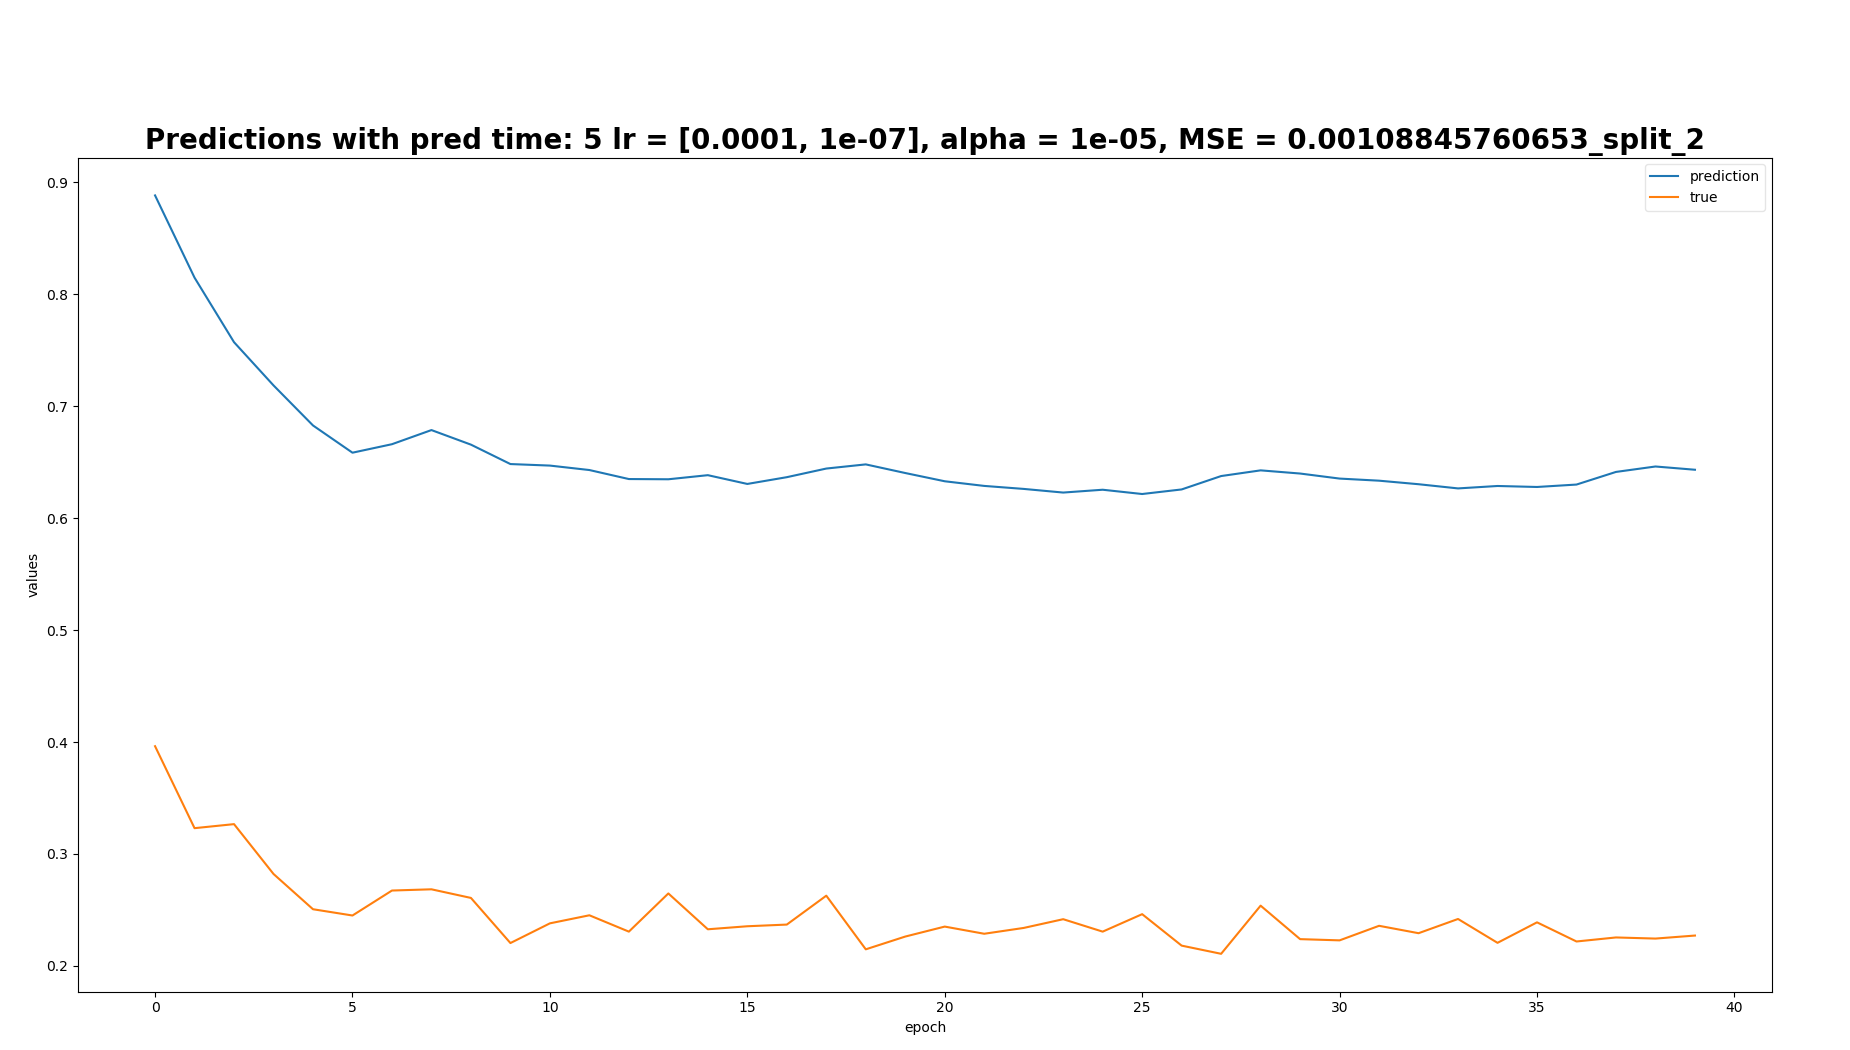 Predictions with pred time: 5 lr = [0.0001, 1e-07], alpha = 1e-05, MSE = 0.00108845760653_split_2
prediction
true
0.9
0.8
0.7
0.6
0.5
0.4
0.3
0.2
values
0 5 10 15 20 25 30 35 40
epoch